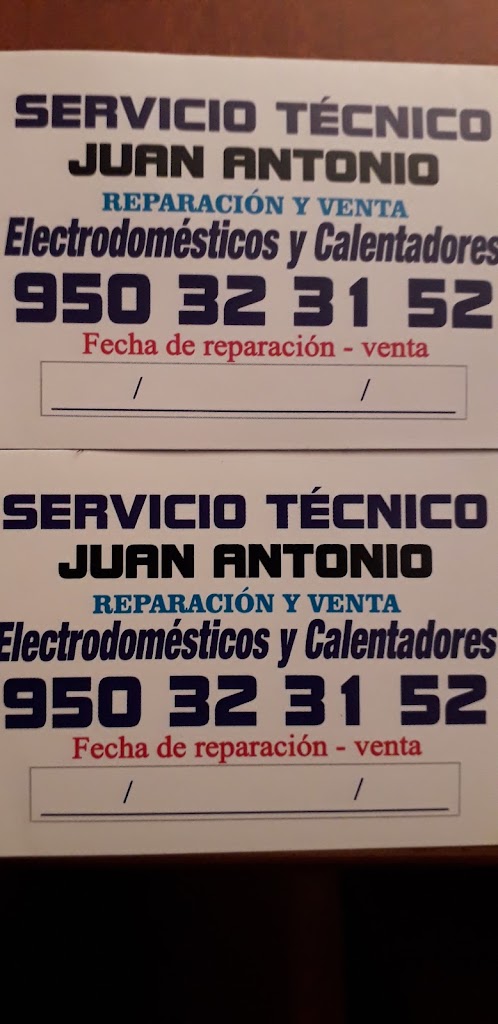 SERVICIO TÉCNICO
JUAN ANTONIO
REPARACIÓN Y VENTA
Electrodomésticos y Calentadores
950 32 31 52
Fecha de reparación - venta
/ /
SERVICIO TÉCNICO
JUAN ANTONIO
REPARACIÓN Y VENTA
Electrodomésticos y Calentadores
950 32 31 52
Fecha de reparación - venta
/ /